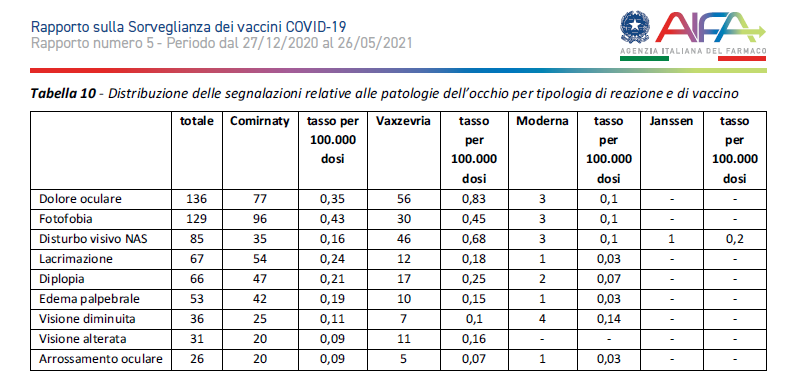 Rapporto sulla Sorveglianza dei vaccini COVID-19
Rapporto numero 5 - Periodo dal 27/12/2020 al 26/05/2021
AIFA
AGENZIA ITALIANA DEL FARMACO
Tabella 10 - Distribuzione delle segnalazioni relative alle patologie dell'occhio per tipologia di reazione e di vaccino
totale Comirnaty tasso per 100.000 dosi Vaxzevria tasso per 100.000 dosi Moderna tasso per 100.000 dosi Janssen tasso per 100.000 dosi
Dolore oculare 136 77 0,35 56 0,83 3 0,1 - -
Fotofobia 129 96 0,43 30 0,45 3 0,1 - -
Disturbo visivo NAS 85 35 0,16 46 0,68 3 0,1 1 0,2
Lacrimazione 67 54 0,24 12 0,18 1 0,03 - -
Diplopia 66 47 0,21 17 0,25 2 0,07 - -
Edema palpebrale 53 42 0,19 10 0,15 1 0,03 - -
Visione diminuita 36 25 0,11 7 0,1 4 0,14 - -
Visione alterata 31 20 0,09 11 0,16 - - - -
Arrossamento oculare 26 20 0,09 5 0,07 1 0,03 - -